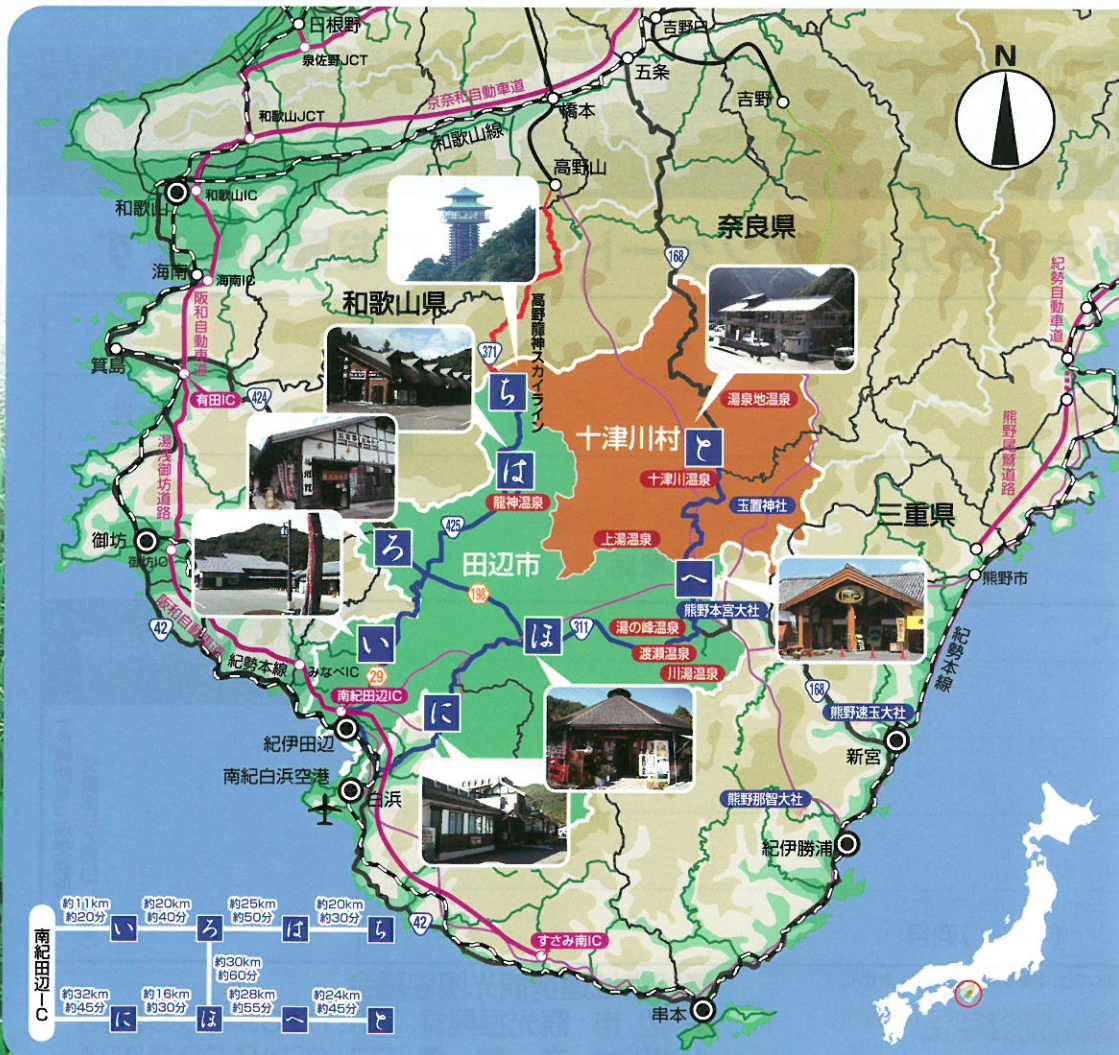 日根野
泉佐野JCT
吉野口
五条
吉野
京奈和自動車道
和歌山JCT
和歌山線
橋本
高野山
N
和歌山
和歌山IC
奈良県
168
海南
海南IC
阪和自動車道
和歌山県
高野龍神スカイライン
371
紀勢自動車道
箕島
有田IC
424
ち
湯泉地温泉
十津川村
と
十津川温泉
は
龍神温泉
熊野尾鷲道路
湯浅御坊道路
玉置神社
三重県
御坊
御坊IC
425
ろ
田辺市
上湯温泉
へ
熊野市
198
熊野本宮大社
阪和自動車道
42
紀勢本線
みなべIC
い
29
ほ
311
湯の峰温泉
渡瀬温泉
川湯温泉
紀勢本線
南紀田辺IC
に
168
熊野速玉大社
紀伊田辺
新宮
南紀白浜空港
白浜
熊野那智大社
紀伊勝浦
42
すさみ南IC
串本
南紀田辺IC
約11km
約20分
い
約20km
約40分
ろ
約25km
約50分
は
約20km
約30分
ち
約30km
約60分
約32km
約45分
に
約16km
約30分
ほ
約28km
約55分
へ
約24km
約45分
と